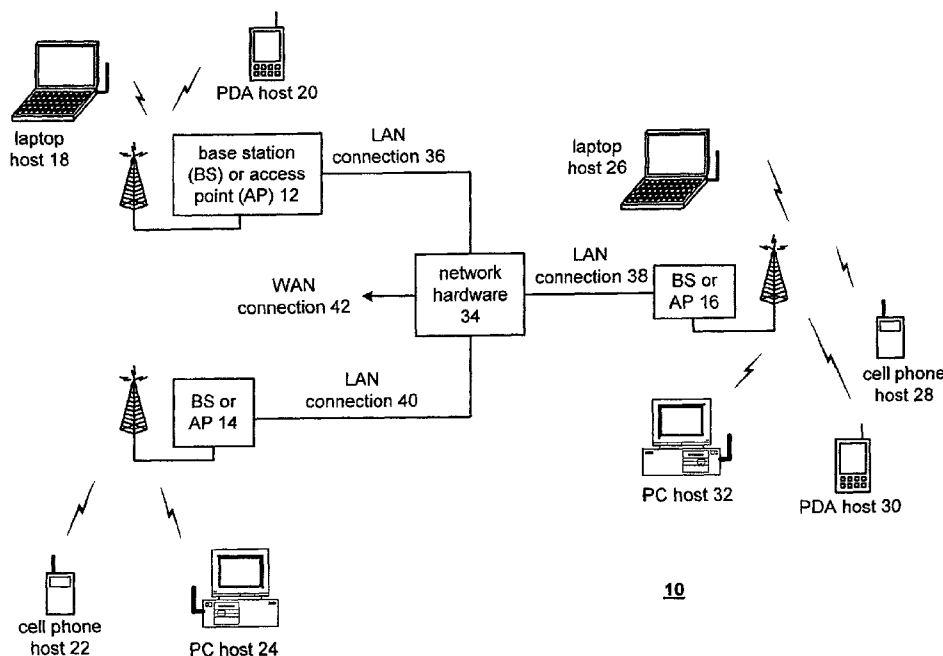 PDA host 20
laptop
host 18
base station
(BS) or access
point (AP) 12
LAN
connection 36
laptop
host 26
WAN
connection 42
network
hardware
34
LAN
connection 38
BS or
AP 16
BS or
AP 14
LAN
connection 40
cell phone
host 28
PC host 32
PDA host 30
cell phone
host 22
PC host 24
10